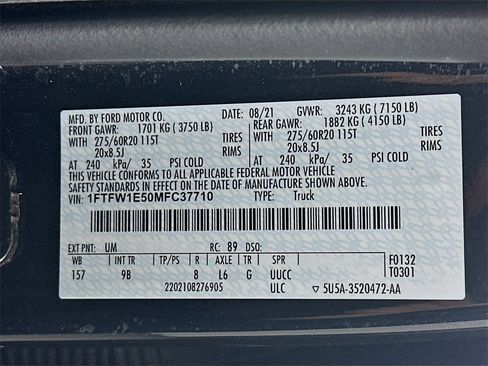 MFD. BY FORD MOTOR CO. 08/21 GVWR: 3243 KG ( 7150 LB)
FRONT GAWR: 1701 KG ( 3750 LB) REAR GAWR: 1882 KG ( 4150 LB)
WITH 275/60R20 115T TIRES WITH 275/60R20 115T TIRES
20x8.5J RIMS 20x8.5J RIMS
AT 240 kPa/ 35 PSI COLD AT 240 kPa/ 35 PSI COLD
THIS VEHICLE CONFORMS TO ALL APPLICABLE FEDERAL MOTOR VEHICLE
SAFETY STANDARDS IN EFFECT ON THE DATE OF MANUFACTURE SHOWN ABOVE.
VIN: 1FTFW1E50MFC37710 TYPE: Truck
EXT PNT: UM RC: 89 DSO: F0132
WB INT TR TP/PS R AXLE TR SPR T0301
157 9B 8 L6 G UUCC
2202108276905 ULC 5U5A-3520472-AA